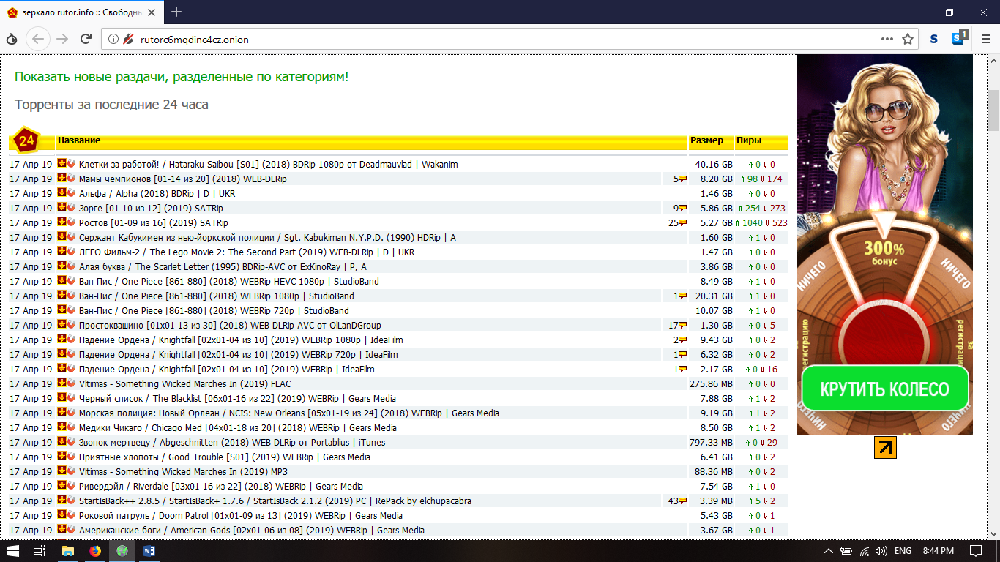 зеркало rutor.info :: Свободны
rutorc6mqdinc4cz.onion
S
S 1
Показать новые раздачи, разделенные по категориям!
Торренты за последние 24 часа
24 Название Размер Пиры
17 Апр 19 Клетки за работой! / Hataraku Saibou [S01] (2018) BDRip 1080p от Deadmauvlad | Wakanim 40.16 GB 0 0
17 Апр 19 Мамы чемпионов [01-14 из 20] (2018) WEB-DLRip 5 8.20 GB 98 174
17 Апр 19 Альфа / Alpha (2018) BDRip | D | UKR 1.46 GB 0 0
17 Апр 19 Зорге [01-10 из 12] (2019) SATRip 9 5.86 GB 254 273
17 Апр 19 Ростов [01-09 из 16] (2019) SATRip 25 5.27 GB 1040 523
17 Апр 19 Сержант Кабукимен из нью-йоркской полиции / Sgt. Kabukiman N.Y.P.D. (1990) HDRip | A 1.60 GB 1 0
17 Апр 19 ЛЕГО Фильм-2 / The Lego Movie 2: The Second Part (2019) WEB-DLRip | D | UKR 1.47 GB 0 0
17 Апр 19 Алая буква / The Scarlet Letter (1995) BDRip-AVC от ExKinoRay | P, A 3.86 GB 0 0
17 Апр 19 Ван-Пис / One Piece [861-880] (2018) WEBRip-HEVC 1080p | StudioBand 8.49 GB 1 0
17 Апр 19 Ван-Пис / One Piece [861-880] (2018) WEBRip 1080p | StudioBand 1 20.31 GB 1 0
17 Апр 19 Ван-Пис / One Piece [861-880] (2018) WEBRip 720p | StudioBand 10.07 GB 1 0
17 Апр 19 Простоквашино [01x01-13 из 30] (2018) WEB-DLRip-AVC от OlLanDGroup 17 1.30 GB 0 5
17 Апр 19 Падение Ордена / Knightfall [02x01-04 из 10] (2019) WEBRip 1080p | IdeaFilm 2 9.43 GB 0 2
17 Апр 19 Падение Ордена / Knightfall [02x01-04 из 10] (2019) WEBRip 720p | IdeaFilm 1 6.32 GB 0 2
17 Апр 19 Падение Ордена / Knightfall [02x01-04 из 10] (2019) WEBRip | IdeaFilm 1 2.17 GB 0 16
17 Апр 19 Vltimas - Something Wicked Marches In (2019) FLAC 275.86 MB 0 0
17 Апр 19 Черный список / The Blacklist [06x01-16 из 22] (2019) WEBRip | Gears Media 7.88 GB 1 2
17 Апр 19 Морская полиция: Новый Орлеан / NCIS: New Orleans [05x01-19 из 24] (2018) WEBRip | Gears Media 9.19 GB 1 2
17 Апр 19 Медики Чикаго / Chicago Med [04x01-18 из 20] (2018) WEBRip | Gears Media 8.50 GB 1 2
17 Апр 19 Звонок мертвецу / Abgeschnitten (2018) WEB-DLRip от Portablius | iTunes 797.33 MB 0 29
17 Апр 19 Приятные хлопоты / Good Trouble [S01] (2019) WEBRip | Gears Media 6.41 GB 0 2
17 Апр 19 Vltimas - Something Wicked Marches In (2019) MP3 88.36 MB 0 2
17 Апр 19 Ривердэйл / Riverdale [03x01-16 из 22] (2018) WEBRip | Gears Media 7.54 GB 1 0
17 Апр 19 StartIsBack++ 2.8.5 / StartIsBack+ 1.7.6 / StartIsBack 2.1.2 (2019) PC | RePack by elchupacabra 43 3.39 MB 5 2
17 Апр 19 Роковой патруль / Doom Patrol [01x01-09 из 13] (2019) WEBRip | Gears Media 5.43 GB 0 1
17 Апр 19 Американские боги / American Gods [02x01-06 из 08] (2019) WEBRip | Gears Media 3.67 GB 0 1
300%
бонус
НИЧЕГО
НИЧЕГО
регистрацию
за
регистрацию
КРУТИТЬ КОЛЕСО
НИЧЕГО
НИЧЕГО
ENG 8:44 PM